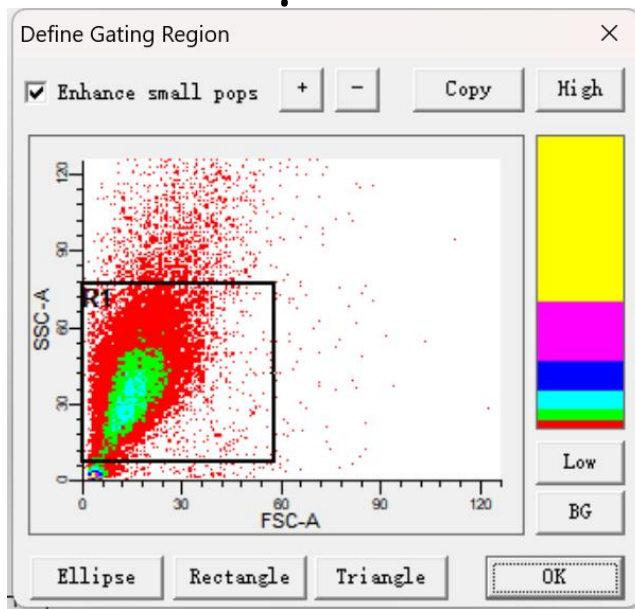 Define Gating Region
Enhance small pops + - Copy High
120
90
60
30
0
SSC-A
R1
0 30 60 90 120
FSC-A
Low
BG
Ellipse Rectangle Triangle OK